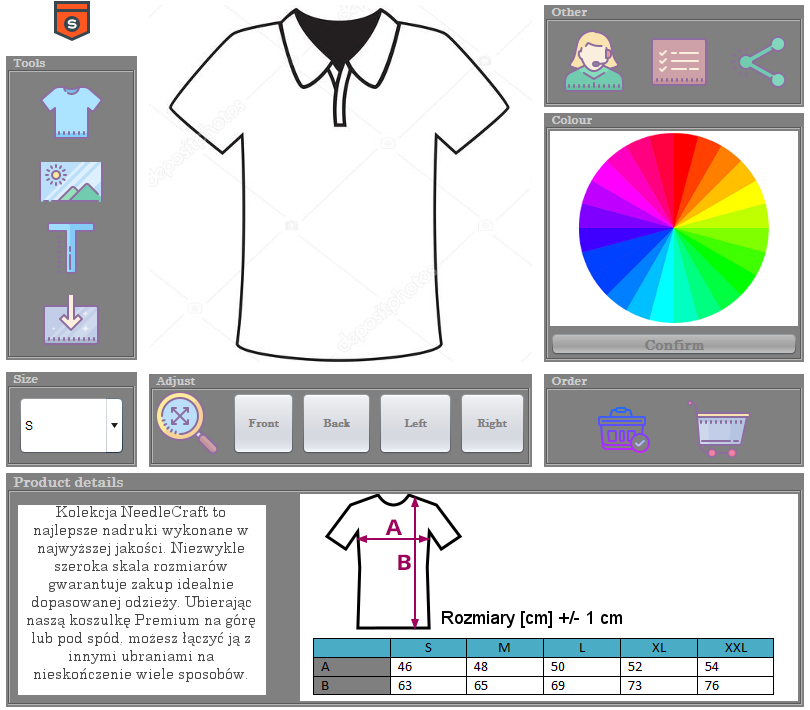 S
Tools
Other
Colour
depositphotos
depositphotos
depositphotos
Confirm
Size
S
Adjust
Front
Back
Left
Right
Order
Product details
Kolekcja NeedleCraft to
najlepsze nadruki wykonane w
najwyższej jakości. Niezwykle
szeroka skala rozmiarów
gwarantuje zakup idealnie
dopasowanej odzieży. Ubierając
naszą koszulkę Premium na górę
lub pod spód, możesz łączyć ją z
innymi ubraniami na
nieskończenie wiele sposobów.
A
B
Rozmiary [cm] +/- 1 cm
S M L XL XXL
A 46 48 50 52 54
B 63 65 69 73 76